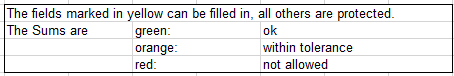 The fields marked in yellow can be filled in, all others are protected.
The Sums are green: ok
orange: within tolerance
red: not allowed